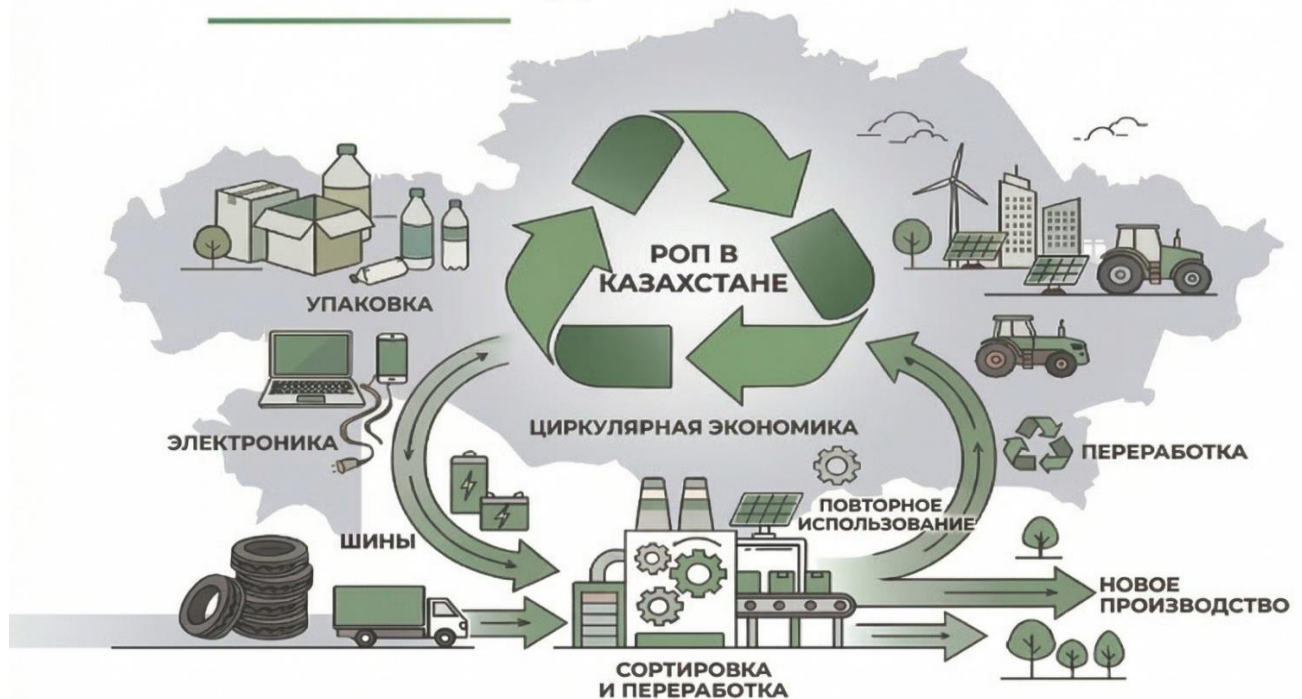 РОП В
КАЗАХСТАНЕ
УПАКОВКА
ЭЛЕКТРОНИКА
ЦИРКУЛЯРНАЯ ЭКОНОМИКА
ПЕРЕРАБОТКА
ПОВТОРНОЕ
ИСПОЛЬЗОВАНИЕ
ШИНЫ
НОВОЕ
ПРОИЗВОДСТВО
СОРТИРОВКА
И ПЕРЕРАБОТКА